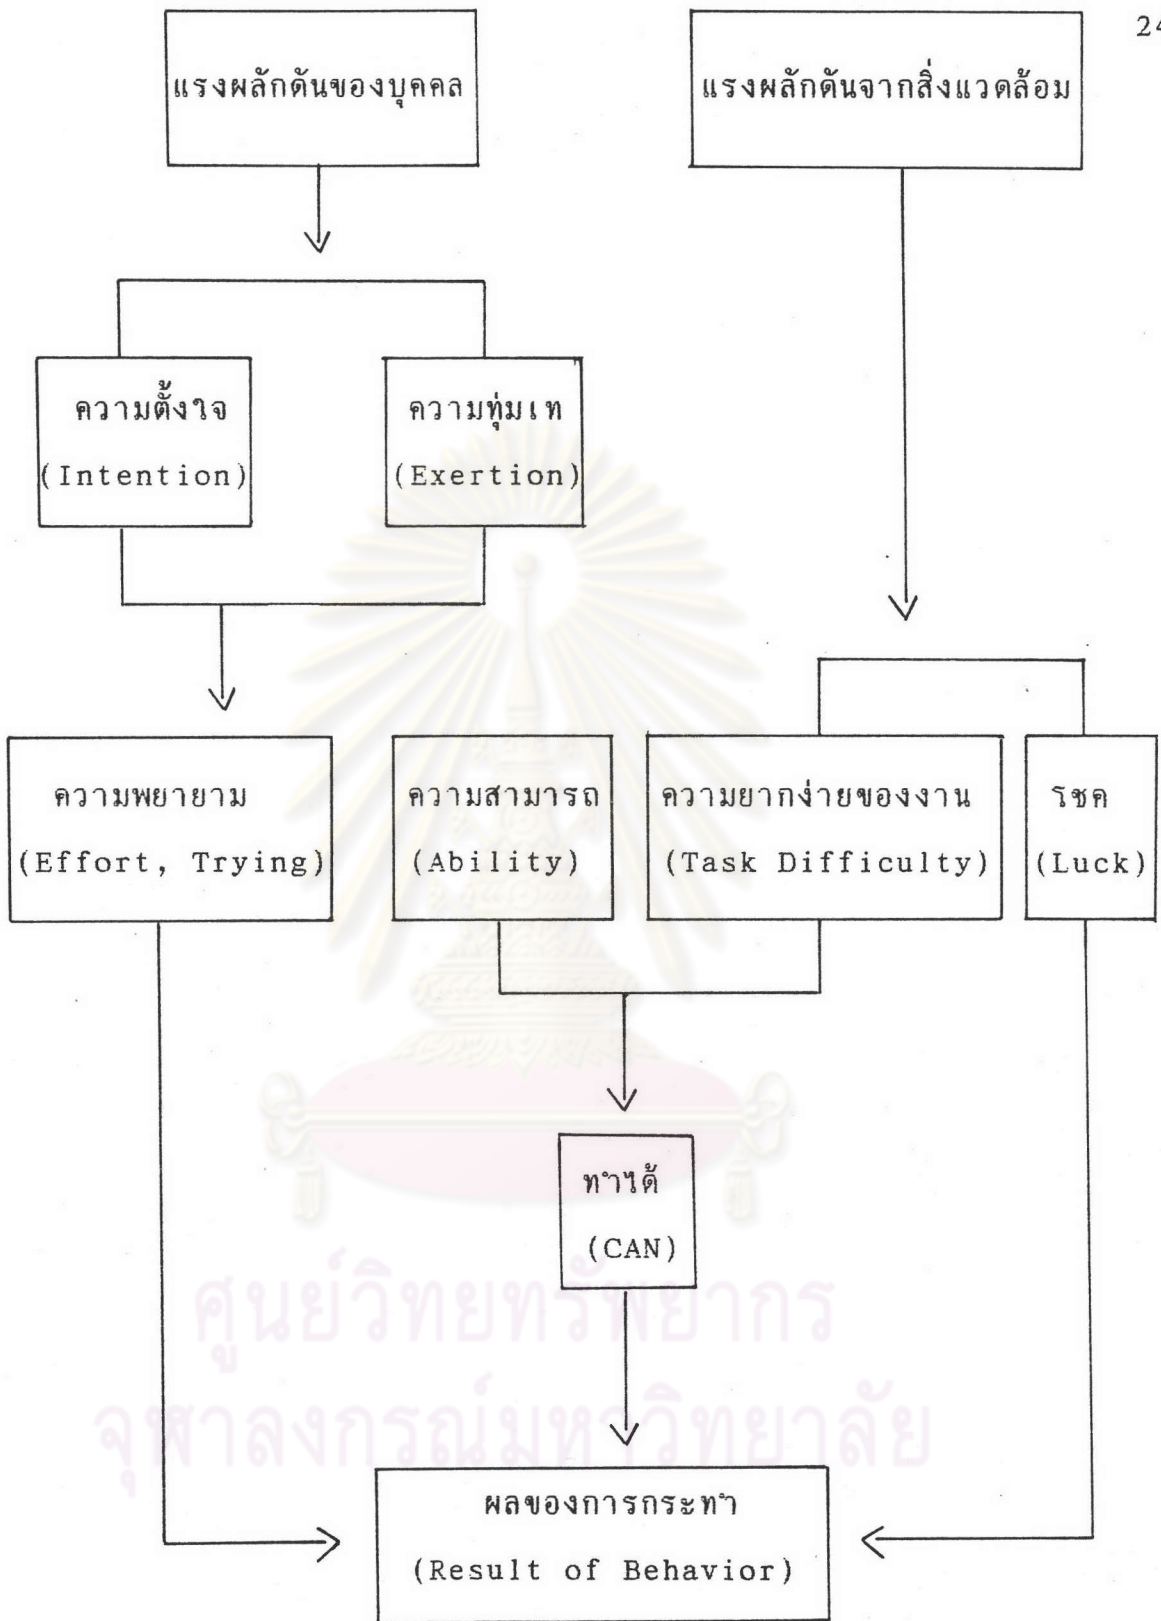 24
แรงผลักดันของบุคคล
แรงผลักดันจากสิ่งแวดล้อม
ความตั้งใจ
(Intention)
ความทุ่มเท
(Exertion)
ความพยายาม
(Effort, Trying)
ความสามารถ
(Ability)
ความยากง่ายของงาน
(Task Difficulty)
โชค
(Luck)
ทำได้
(CAN)
ศูนย์วิทยทรัพยากร
จุฬาลงกรณ์มหาวิทยาลัย
ผลของการกระทำ
(Result of Behavior)